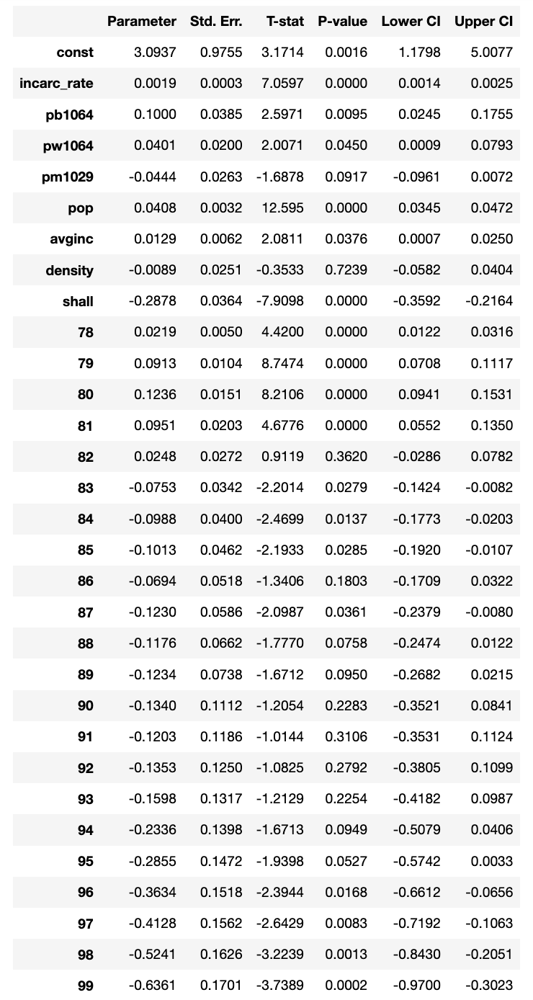 Parameter Std. Err. T-stat P-value Lower CI Upper CI
const 3.0937 0.9755 3.1714 0.0016 1.1798 5.0077
incarc_rate 0.0019 0.0003 7.0597 0.0000 0.0014 0.0025
pb1064 0.1000 0.0385 2.5971 0.0095 0.0245 0.1755
pw1064 0.0401 0.0200 2.0071 0.0450 0.0009 0.0793
pm1029 -0.0444 0.0263 -1.6878 0.0917 -0.0961 0.0072
pop 0.0408 0.0032 12.595 0.0000 0.0345 0.0472
avginc 0.0129 0.0062 2.0811 0.0376 0.0007 0.0250
density -0.0089 0.0251 -0.3533 0.7239 -0.0582 0.0404
shall -0.2878 0.0364 -7.9098 0.0000 -0.3592 -0.2164
78 0.0219 0.0050 4.4200 0.0000 0.0122 0.0316
79 0.0913 0.0104 8.7474 0.0000 0.0708 0.1117
80 0.1236 0.0151 8.2106 0.0000 0.0941 0.1531
81 0.0951 0.0203 4.6776 0.0000 0.0552 0.1350
82 0.0248 0.0272 0.9119 0.3620 -0.0286 0.0782
83 -0.0753 0.0342 -2.2014 0.0279 -0.1424 -0.0082
84 -0.0988 0.0400 -2.4699 0.0137 -0.1773 -0.0203
85 -0.1013 0.0462 -2.1933 0.0285 -0.1920 -0.0107
86 -0.0694 0.0518 -1.3406 0.1803 -0.1709 0.0322
87 -0.1230 0.0586 -2.0987 0.0361 -0.2379 -0.0080
88 -0.1176 0.0662 -1.7770 0.0758 -0.2474 0.0122
89 -0.1234 0.0738 -1.6712 0.0950 -0.2682 0.0215
90 -0.1340 0.1112 -1.2054 0.2283 -0.3521 0.0841
91 -0.1203 0.1186 -1.0144 0.3106 -0.3531 0.1124
92 -0.1353 0.1250 -1.0825 0.2792 -0.3805 0.1099
93 -0.1598 0.1317 -1.2129 0.2254 -0.4182 0.0987
94 -0.2336 0.1398 -1.6713 0.0949 -0.5079 0.0406
95 -0.2855 0.1472 -1.9398 0.0527 -0.5742 0.0033
96 -0.3634 0.1518 -2.3944 0.0168 -0.6612 -0.0656
97 -0.4128 0.1562 -2.6429 0.0083 -0.7192 -0.1063
98 -0.5241 0.1626 -3.2239 0.0013 -0.8430 -0.2051
99 -0.6361 0.1701 -3.7389 0.0002 -0.9700 -0.3023